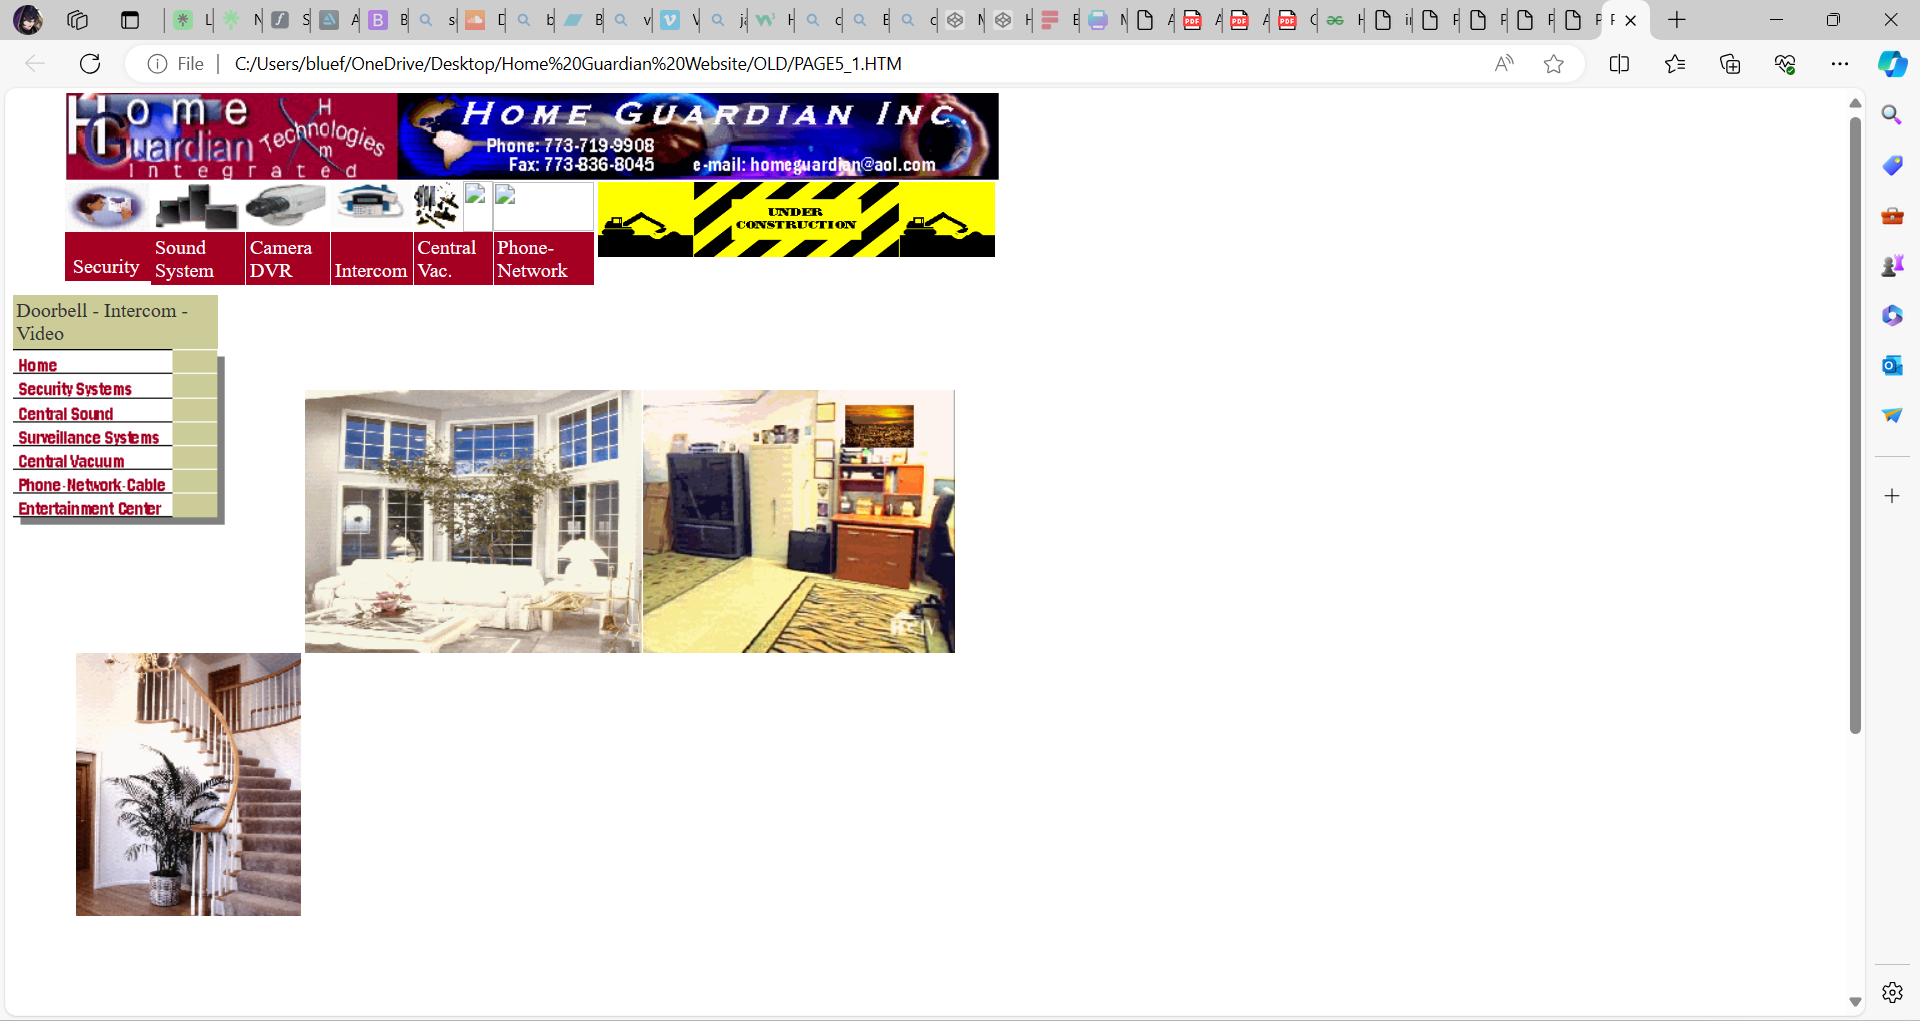 File
C:/Users/bluef/OneDrive/Desktop/Home%20Guardian%20Website/OLD/PAGE5_1.HTM
Home
Guardian
Integrated
Technologies
HOME GUARDIAN INC.
Phone: 773-719-9908
Fax: 773-836-8045
e-mail: homeguardian@aol.com
UNDER
CONSTRUCTION
Security
Sound
System
Camera
DVR
Intercom
Central
Vac.
Phone-
Network
Doorbell - Intercom -
Video
Home
Security Systems
Central Sound
Surveillance Systems
Central Vacuum
Phone-Network-Cable
Entertainment Center